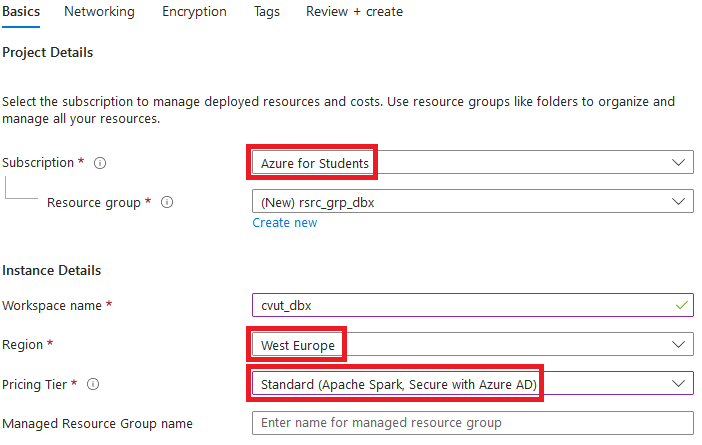 Basics Networking Encryption Tags Review + create
Project Details
Select the subscription to manage deployed resources and costs. Use resource groups like folders to organize and
manage all your resources.
Subscription * Azure for Students
Resource group * (New) rsrc_grp_dbx
Create new
Instance Details
Workspace name * cvut_dbx
Region * West Europe
Pricing Tier * Standard (Apache Spark, Secure with Azure AD)
Managed Resource Group name Enter name for managed resource group